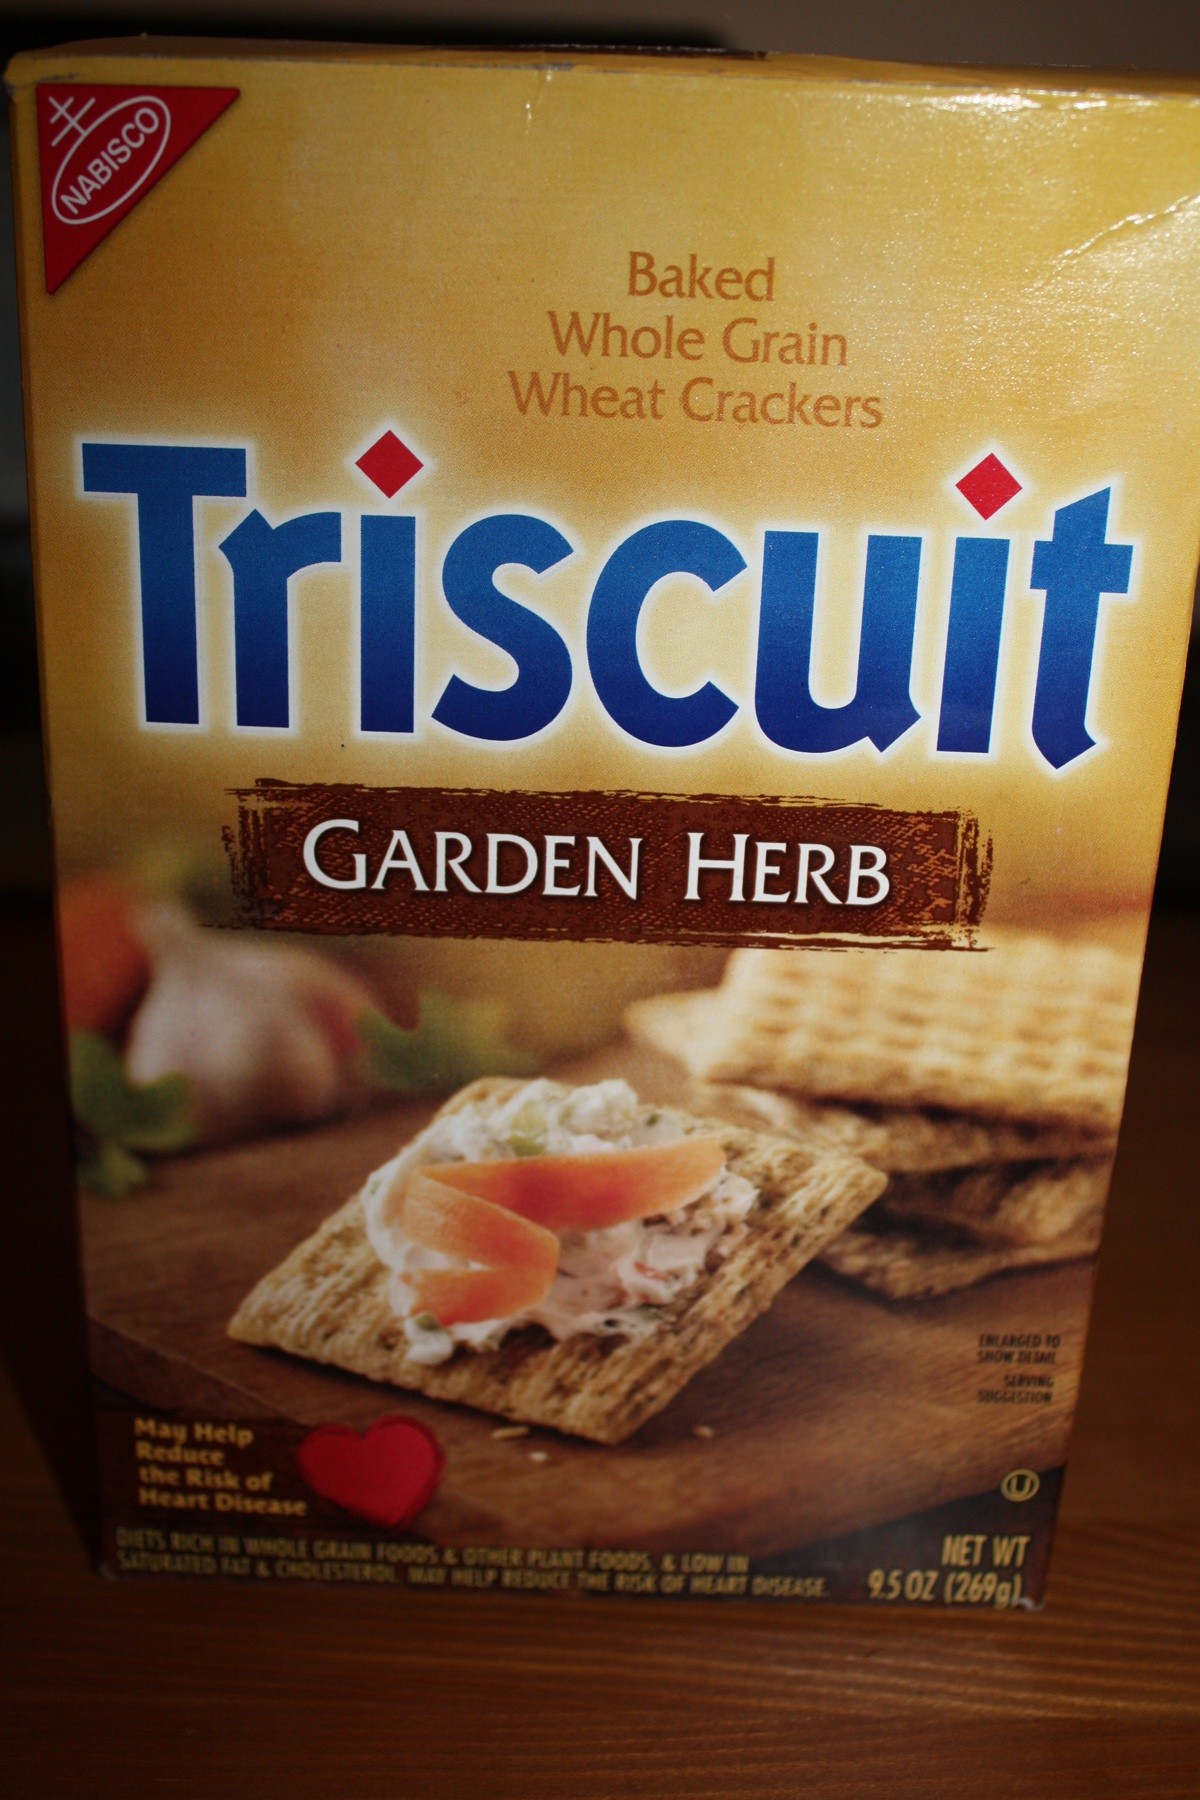 NABISCO
Baked
Whole Grain
Wheat Crackers
Triscuit
GARDEN HERB
ENLARGED TO
SHOW DETAIL
SERVING
SUGGESTION
May Help
Reduce
the Risk of
Heart Disease
U
DIETS RICH IN WHOLE GRAIN FOODS & OTHER PLANT FOODS, & LOW IN
SATURATED FAT & CHOLESTEROL, MAY HELP REDUCE THE RISK OF HEART DISEASE.
NET WT
9.5 OZ (269g)